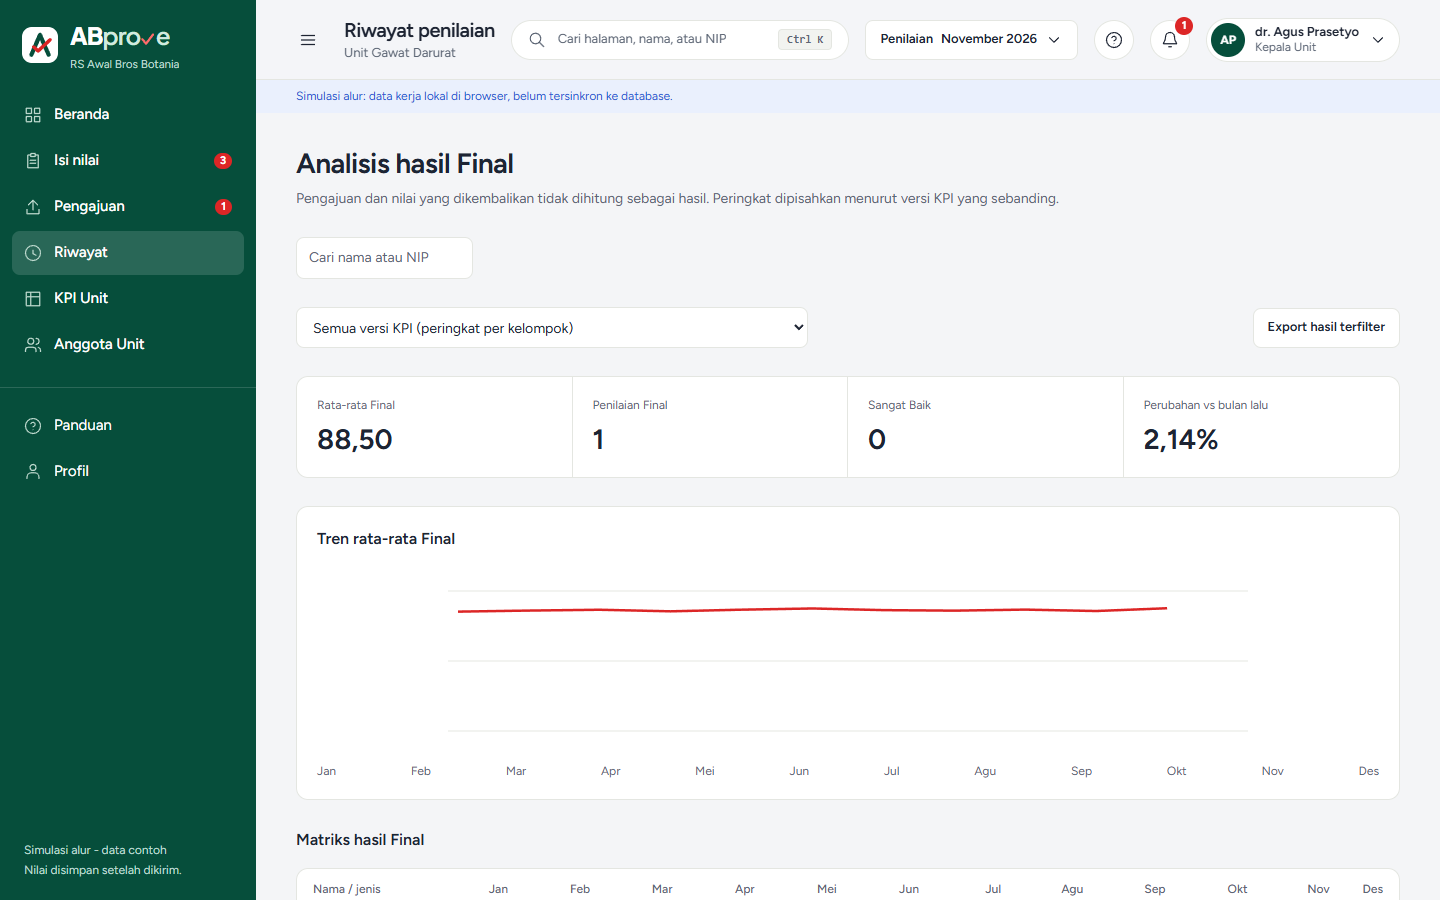 ABprove
RS Awal Bros Botania
Beranda
Isi nilai 3
Pengajuan 1
Riwayat
KPI Unit
Anggota Unit
Panduan
Profil
Simulasi alur - data contoh
Nilai disimpan setelah dikirim.
Riwayat penilaian
Unit Gawat Darurat
Cari halaman, nama, atau NIP Ctrl K
Penilaian November 2026
1
AP
dr. Agus Prasetyo
Kepala Unit
Simulasi alur: data kerja lokal di browser, belum tersinkron ke database.
Analisis hasil Final
Pengajuan dan nilai yang dikembalikan tidak dihitung sebagai hasil. Peringkat dipisahkan menurut versi KPI yang sebanding.
Cari nama atau NIP
Semua versi KPI (peringkat per kelompok)
Export hasil terfilter
Rata-rata Final
88,50
Penilaian Final
1
Sangat Baik
0
Perubahan vs bulan lalu
2,14%
Tren rata-rata Final
Jan Feb Mar Apr Mei Jun Jul Agu Sep Okt Nov Des
Matriks hasil Final
Nama / jenis Jan Feb Mar Apr Mei Jun Jul Agu Sep Okt Nov Des